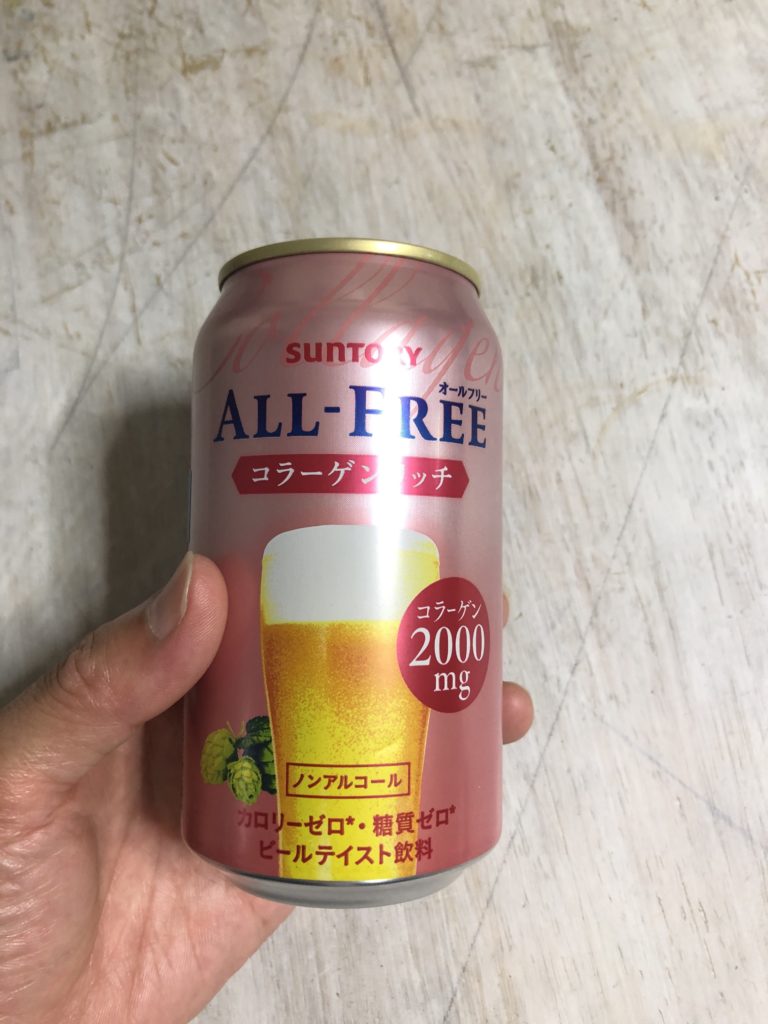 Collagen
SUNTORY
オールフリー
ALL-FREE
コラーゲンリッチ
コラーゲン
2000
mg
ノンアルコール
カロリーゼロ*・糖質ゼロ*
ビールテイスト飲料